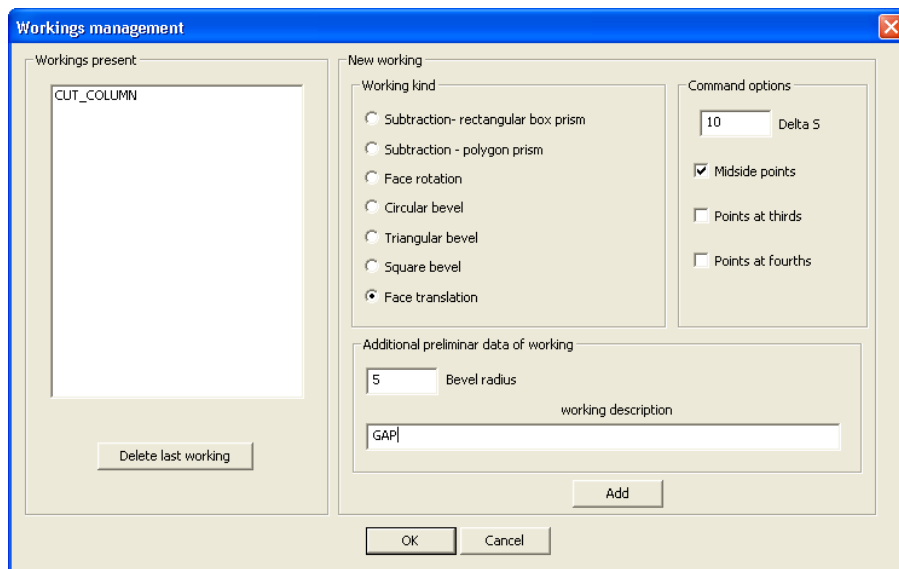 Workings management
Workings present
CUT_COLUMN
Delete last working
New working
Working kind
Subtraction- rectangular box prism
Subtraction - polygon prism
Face rotation
Circular bevel
Triangular bevel
Square bevel
Face translation
Command options
10 Delta S
Midside points
Points at thirds
Points at fourths
Additional preliminar data of working
5 Bevel radius
working description
GAP
Add
OK Cancel